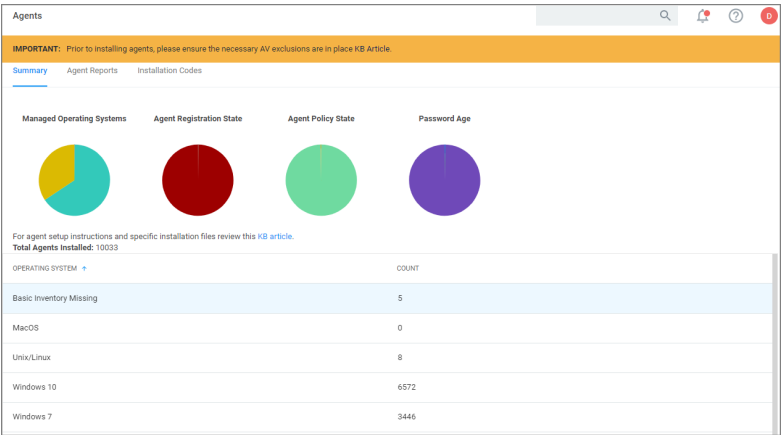 Agents
D
IMPORTANT: Prior to installing agents, please ensure the necessary AV exclusions are in place KB Article.
Summary Agent Reports Installation Codes
Managed Operating Systems Agent Registration State Agent Policy State Password Age
For agent setup instructions and specific installation files review this KB article.
Total Agents Installed: 10033
OPERATING SYSTEM ↑ COUNT
Basic Inventory Missing 5
MacOS 0
Unix/Linux 8
Windows 10 6572
Windows 7 3446